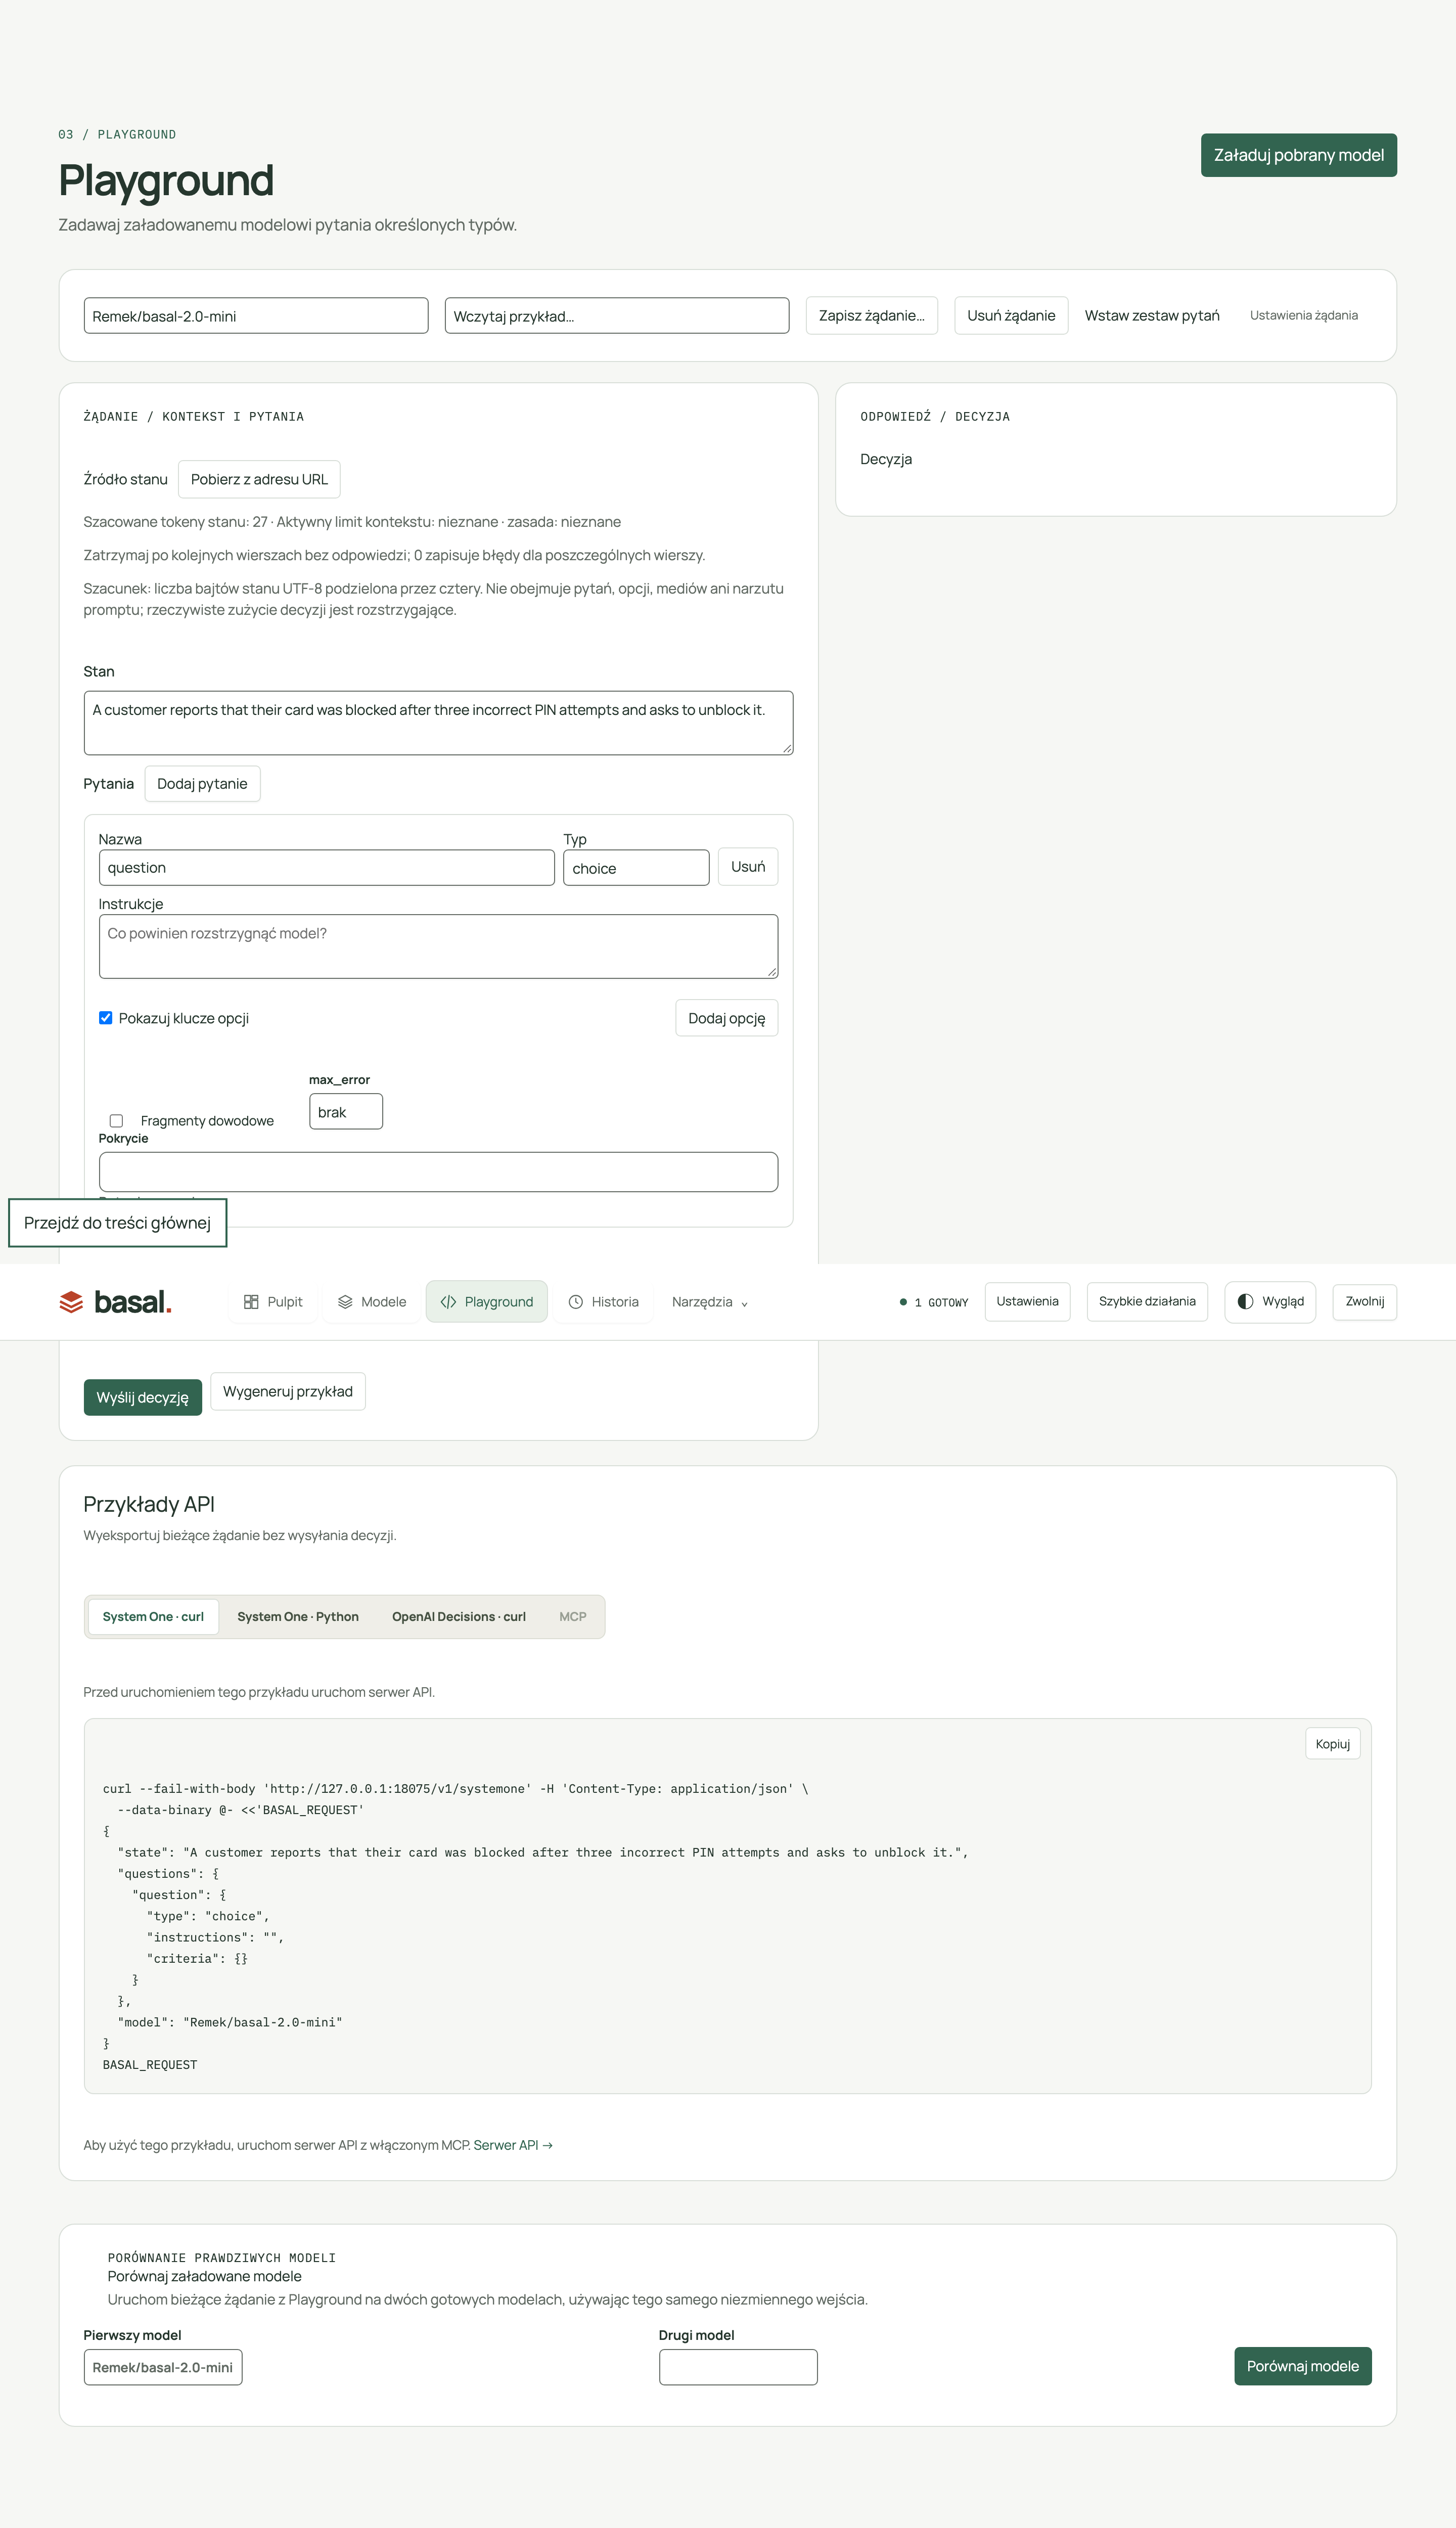 03 / PLAYGROUND
Playground
Zadawaj załadowanemu modelowi pytania określonych typów.
Załaduj pobrany model
Remek/basal-2.0-mini
Wczytaj przykład…
Zapisz żądanie…
Usuń żądanie
Wstaw zestaw pytań
Ustawienia żądania
ŻĄDANIE / KONTEKST I PYTANIA
Źródło stanu
Pobierz z adresu URL
Szacowane tokeny stanu: 27 · Aktywny limit kontekstu: nieznane · zasada: nieznane
Zatrzymaj po kolejnych wierszach bez odpowiedzi; 0 zapisuje błędy dla poszczególnych wierszy.
Szacunek: liczba bajtów stanu UTF-8 podzielona przez cztery. Nie obejmuje pytań, opcji, mediów ani narzutu
promptu; rzeczywiste zużycie decyzji jest rozstrzygające.
Stan
A customer reports that their card was blocked after three incorrect PIN attempts and asks to unblock it.
Pytania
Dodaj pytanie
Nazwa
Typ
question
choice
Usuń
Instrukcje
Co powinien rozstrzygnąć model?
Pokazuj klucze opcji
Dodaj opcję
max_error
brak
Fragmenty dowodowe
Pokrycie
ODPOWIEDŹ / DECYZJA
Decyzja
Przejdź do treści głównej
basal.
Pulpit
Modele
Playground
Historia
Narzędzia
1 GOTOWY
Ustawienia
Szybkie działania
Wygląd
Zwolnij
Wyślij decyzję
Wygeneruj przykład
Przykłady API
Wyeksportuj bieżące żądanie bez wysyłania decyzji.
System One · curl
System One · Python
OpenAI Decisions · curl
MCP
Przed uruchomieniem tego przykładu uruchom serwer API.
Kopiuj
curl --fail-with-body 'http://127.0.0.1:18075/v1/systemone' -H 'Content-Type: application/json' \
  --data-binary @- <<'BASAL_REQUEST'
{
  "state": "A customer reports that their card was blocked after three incorrect PIN attempts and asks to unblock it.",
  "questions": {
    "question": {
      "type": "choice",
      "instructions": "",
      "criteria": {}
    }
  },
  "model": "Remek/basal-2.0-mini"
}
BASAL_REQUEST
Aby użyć tego przykładu, uruchom serwer API z włączonym MCP. Serwer API →
PORÓWNANIE PRAWDZIWYCH MODELI
Porównaj załadowane modele
Uruchom bieżące żądanie z Playground na dwóch gotowych modelach, używając tego samego niezmiennego wejścia.
Pierwszy model
Drugi model
Remek/basal-2.0-mini
Porównaj modele